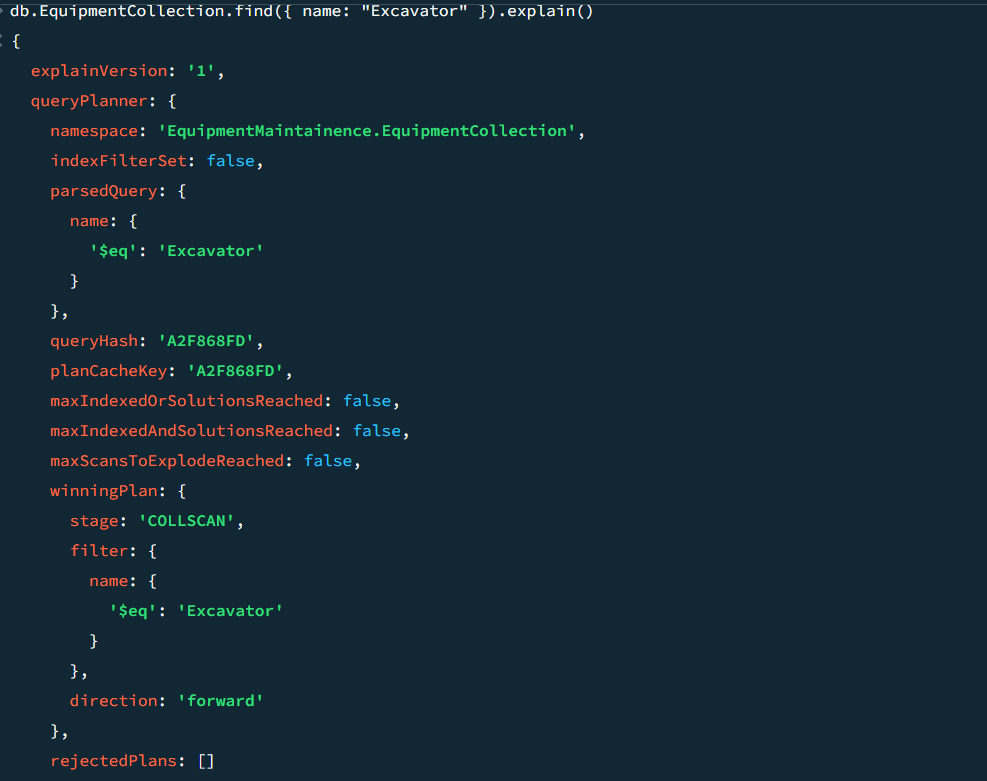 db.EquipmentCollection.find({ name: "Excavator" }).explain()
{
explainVersion: '1',
queryPlanner: {
namespace: 'EquipmentMaintainence.EquipmentCollection',
indexFilterSet: false,
parsedQuery: {
name: {
'$eq': 'Excavator'
}
},
queryHash: 'A2F868FD',
planCacheKey: 'A2F868FD',
maxIndexedOrSolutionsReached: false,
maxIndexedAndSolutionsReached: false,
maxScansToExplodeReached: false,
winningPlan: {
stage: 'COLLSCAN',
filter: {
name: {
'$eq': 'Excavator'
}
},
direction: 'forward'
},
rejectedPlans: []